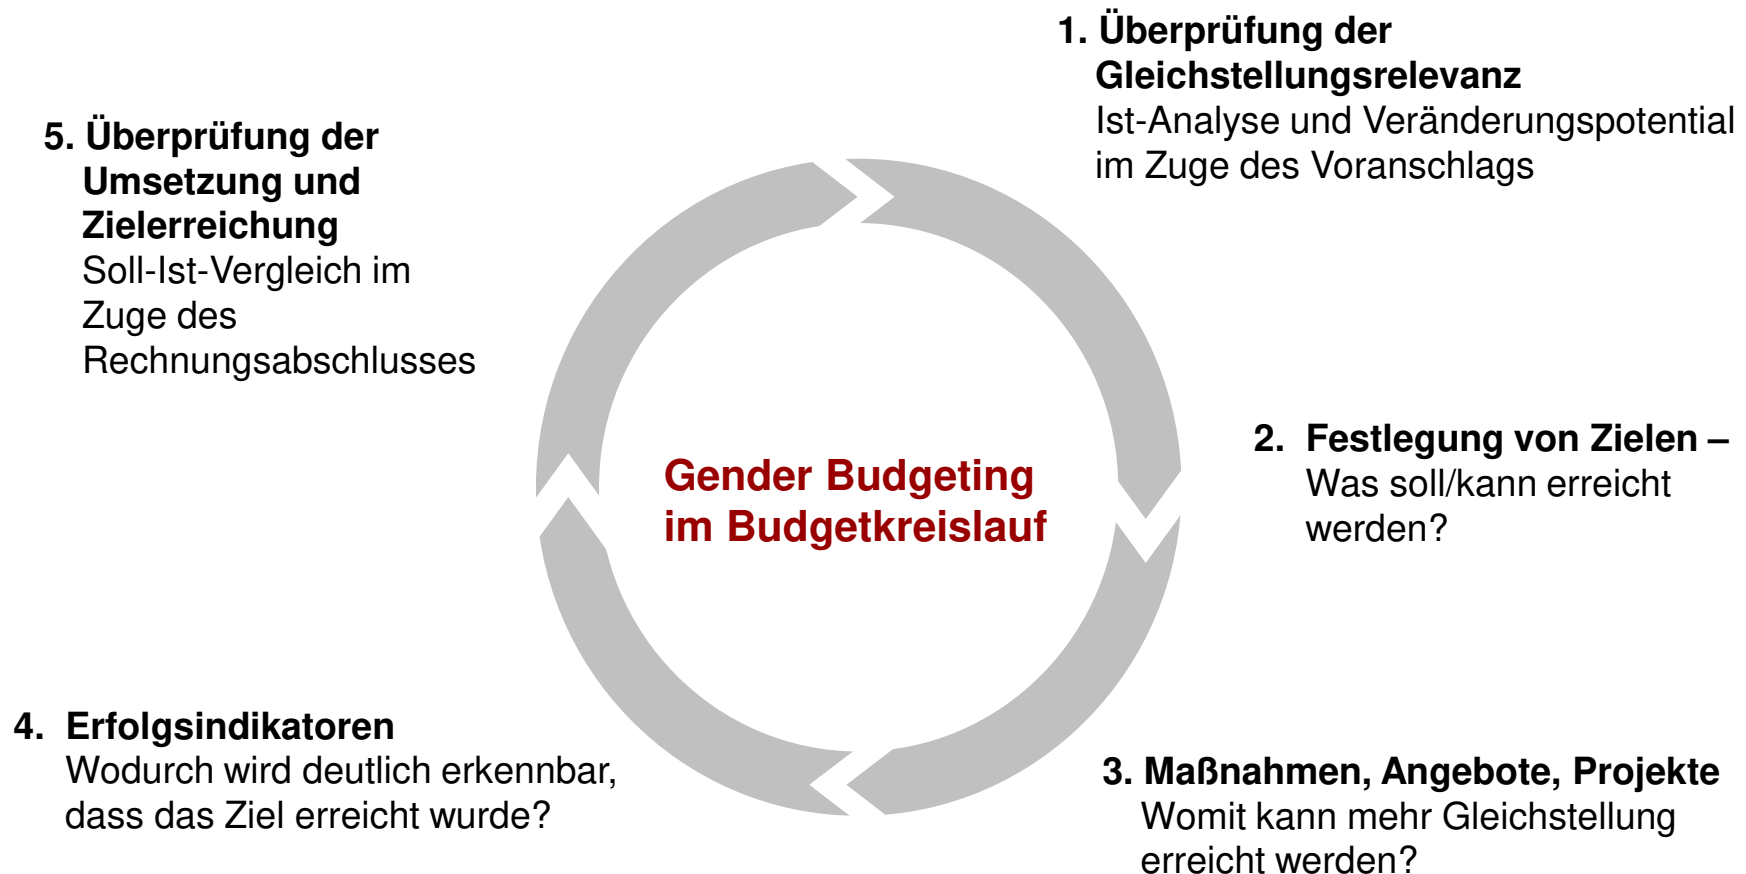 1. Überprüfung der
Gleichstellungsrelevanz
Ist-Analyse und Veränderungspotential
im Zuge des Voranschlags
2. Festlegung von Zielen –
Was soll/kann erreicht
werden?
3. Maßnahmen, Angebote, Projekte
Womit kann mehr Gleichstellung
erreicht werden?
4. Erfolgsindikatoren
Wodurch wird deutlich erkennbar,
dass das Ziel erreicht wurde?
5. Überprüfung der
Umsetzung und
Zielerreichung
Soll-Ist-Vergleich im
Zuge des
Rechnungsabschlusses
Gender Budgeting
im Budgetkreislauf